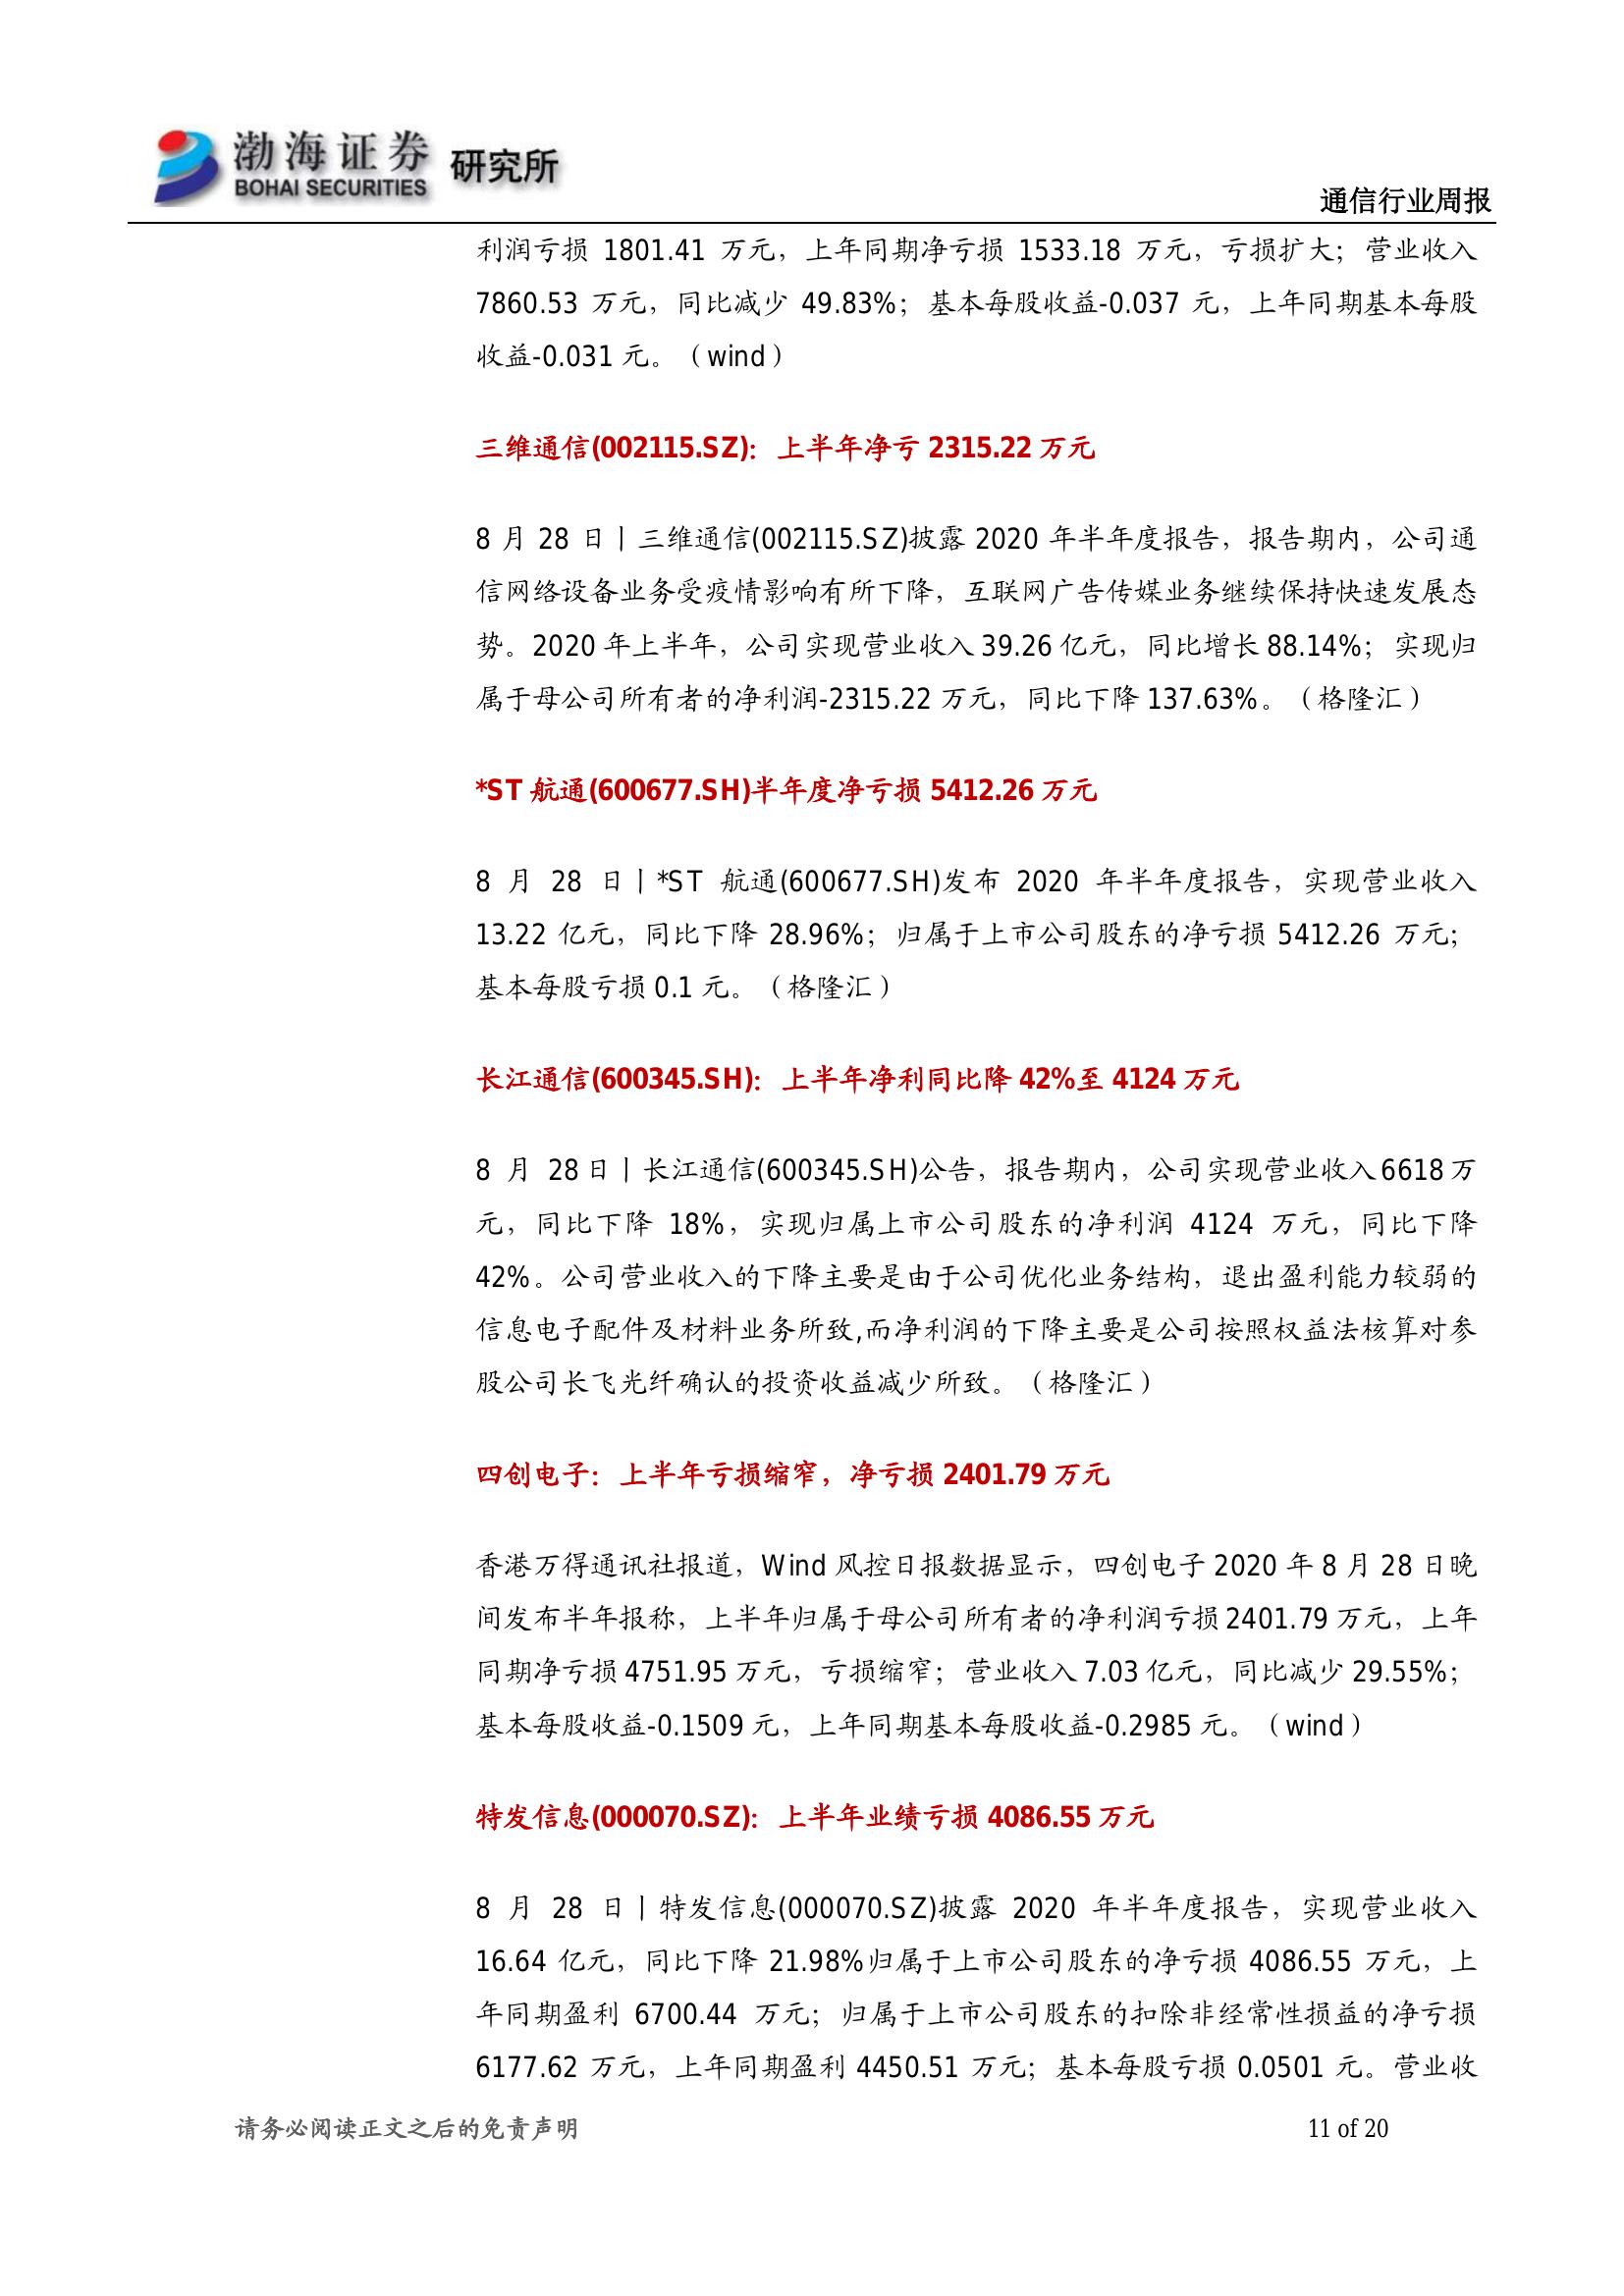 渤海证券 研究所
BOHAI SECURITIES
通信行业周报
利润亏损 1801.41 万元，上年同期净亏损 1533.18 万元，亏损扩大；营业收入
7860.53 万元，同比减少 49.83%；基本每股收益-0.037 元，上年同期基本每股
收益-0.031 元。（wind）
三维通信(002115.SZ)：上半年净亏 2315.22 万元
8 月 28 日丨三维通信(002115.SZ)披露 2020 年半年度报告，报告期内，公司通
信网络设备业务受疫情影响有所下降，互联网广告传媒业务继续保持快速发展态
势。2020 年上半年，公司实现营业收入 39.26 亿元，同比增长 88.14%；实现归
属于母公司所有者的净利润-2315.22 万元，同比下降 137.63%。（格隆汇）
*ST 航通(600677.SH)半年度净亏损 5412.26 万元
8 月 28 日丨*ST 航通(600677.SH)发布 2020 年半年度报告，实现营业收入
13.22 亿元，同比下降 28.96%；归属于上市公司股东的净亏损 5412.26 万元；
基本每股亏损 0.1 元。（格隆汇）
长江通信(600345.SH)：上半年净利同比降 42%至 4124 万元
8 月 28 日丨长江通信(600345.SH)公告，报告期内，公司实现营业收入 6618 万
元，同比下降 18%，实现归属上市公司股东的净利润 4124 万元，同比下降
42%。公司营业收入的下降主要是由于公司优化业务结构，退出盈利能力较弱的
信息电子配件及材料业务所致,而净利润的下降主要是公司按照权益法核算对参
股公司长飞光纤确认的投资收益减少所致。（格隆汇）
四创电子：上半年亏损缩窄，净亏损 2401.79 万元
香港万得通讯社报道，Wind 风控日报数据显示，四创电子 2020 年 8 月 28 日晚
间发布半年报称，上半年归属于母公司所有者的净利润亏损 2401.79 万元，上年
同期净亏损 4751.95 万元，亏损缩窄；营业收入 7.03 亿元，同比减少 29.55%；
基本每股收益-0.1509 元，上年同期基本每股收益-0.2985 元。（wind）
特发信息(000070.SZ)：上半年业绩亏损 4086.55 万元
8 月 28 日丨特发信息(000070.SZ)披露 2020 年半年度报告，实现营业收入
16.64 亿元，同比下降 21.98%归属于上市公司股东的净亏损 4086.55 万元，上
年同期盈利 6700.44 万元；归属于上市公司股东的扣除非经常性损益的净亏损
6177.62 万元，上年同期盈利 4450.51 万元；基本每股亏损 0.0501 元。营业收
请务必阅读正文之后的免责声明
11 of 20